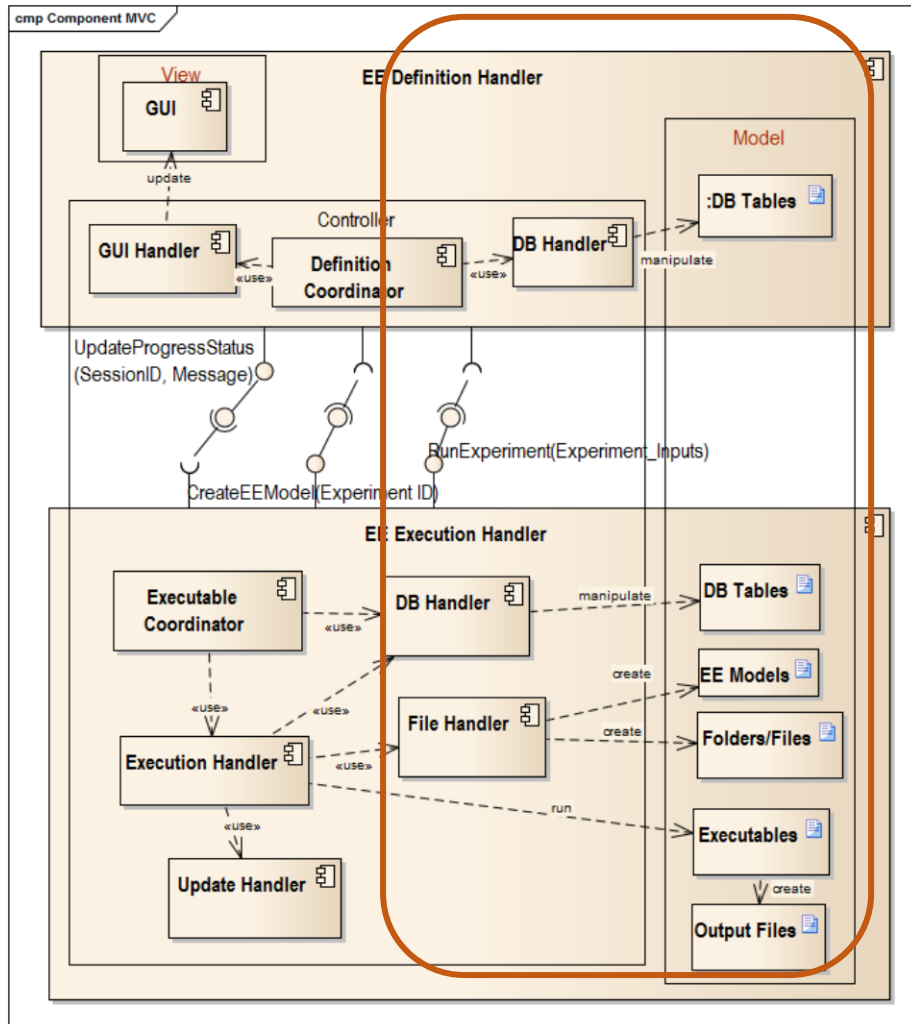 cmp Component MVC
View
EE Definition Handler
GUI
Model
update
:DB Tables
Controller
GUI Handler
DB Handler
Definition
Coordinator
«use»
«use»
manipulate
UpdateProgressStatus
(SessionID, Message)
RunExperiment(Experiment_Inputs)
CreateEEModel(Experiment ID)
EE Execution Handler
Executable
Coordinator
DB Handler
manipulate
DB Tables
«use»
create
EE Models
«use»
«use»
File Handler
create
Folders/Files
Execution Handler
«use»
run
Executables
«use»
Update Handler
create
Output Files